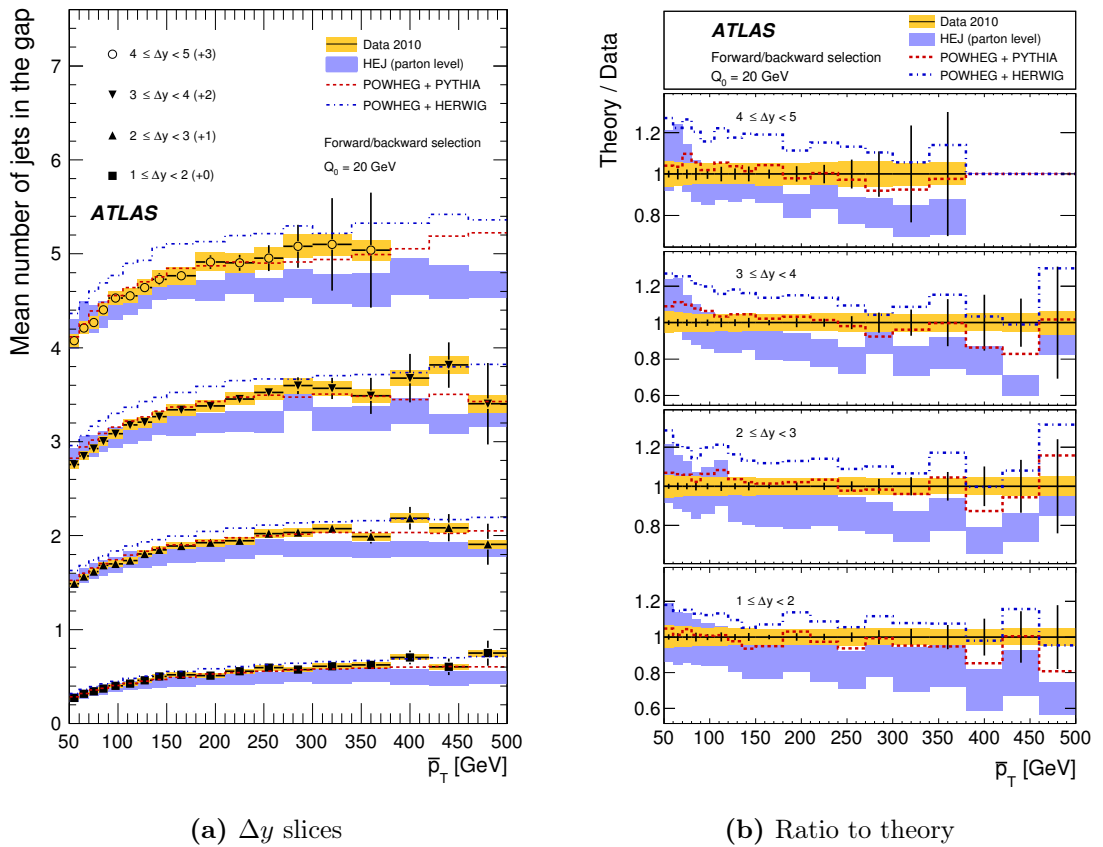 Mean number of jets in the gap
4 ≤ Δy < 5 (+3)
3 ≤ Δy < 4 (+2)
2 ≤ Δy < 3 (+1)
1 ≤ Δy < 2 (+0)
ATLAS
Data 2010
HEJ (parton level)
POWHEG + PYTHIA
POWHEG + HERWIG
Forward/backward selection
Q₀ = 20 GeV
7
6
5
4
3
2
1
0
50 100 150 200 250 300 350 400 450 500
p̅_T [GeV]
(a) Δy slices
Theory / Data
ATLAS
Forward/backward selection
Q₀ = 20 GeV
Data 2010
HEJ (parton level)
POWHEG + PYTHIA
POWHEG + HERWIG
4 ≤ Δy < 5
1.2
1
0.8
3 ≤ Δy < 4
1.2
1
0.8
0.6
2 ≤ Δy < 3
1.2
1
0.8
1 ≤ Δy < 2
1.2
1
0.8
0.6
50 100 150 200 250 300 350 400 450 500
p̅_T [GeV]
(b) Ratio to theory